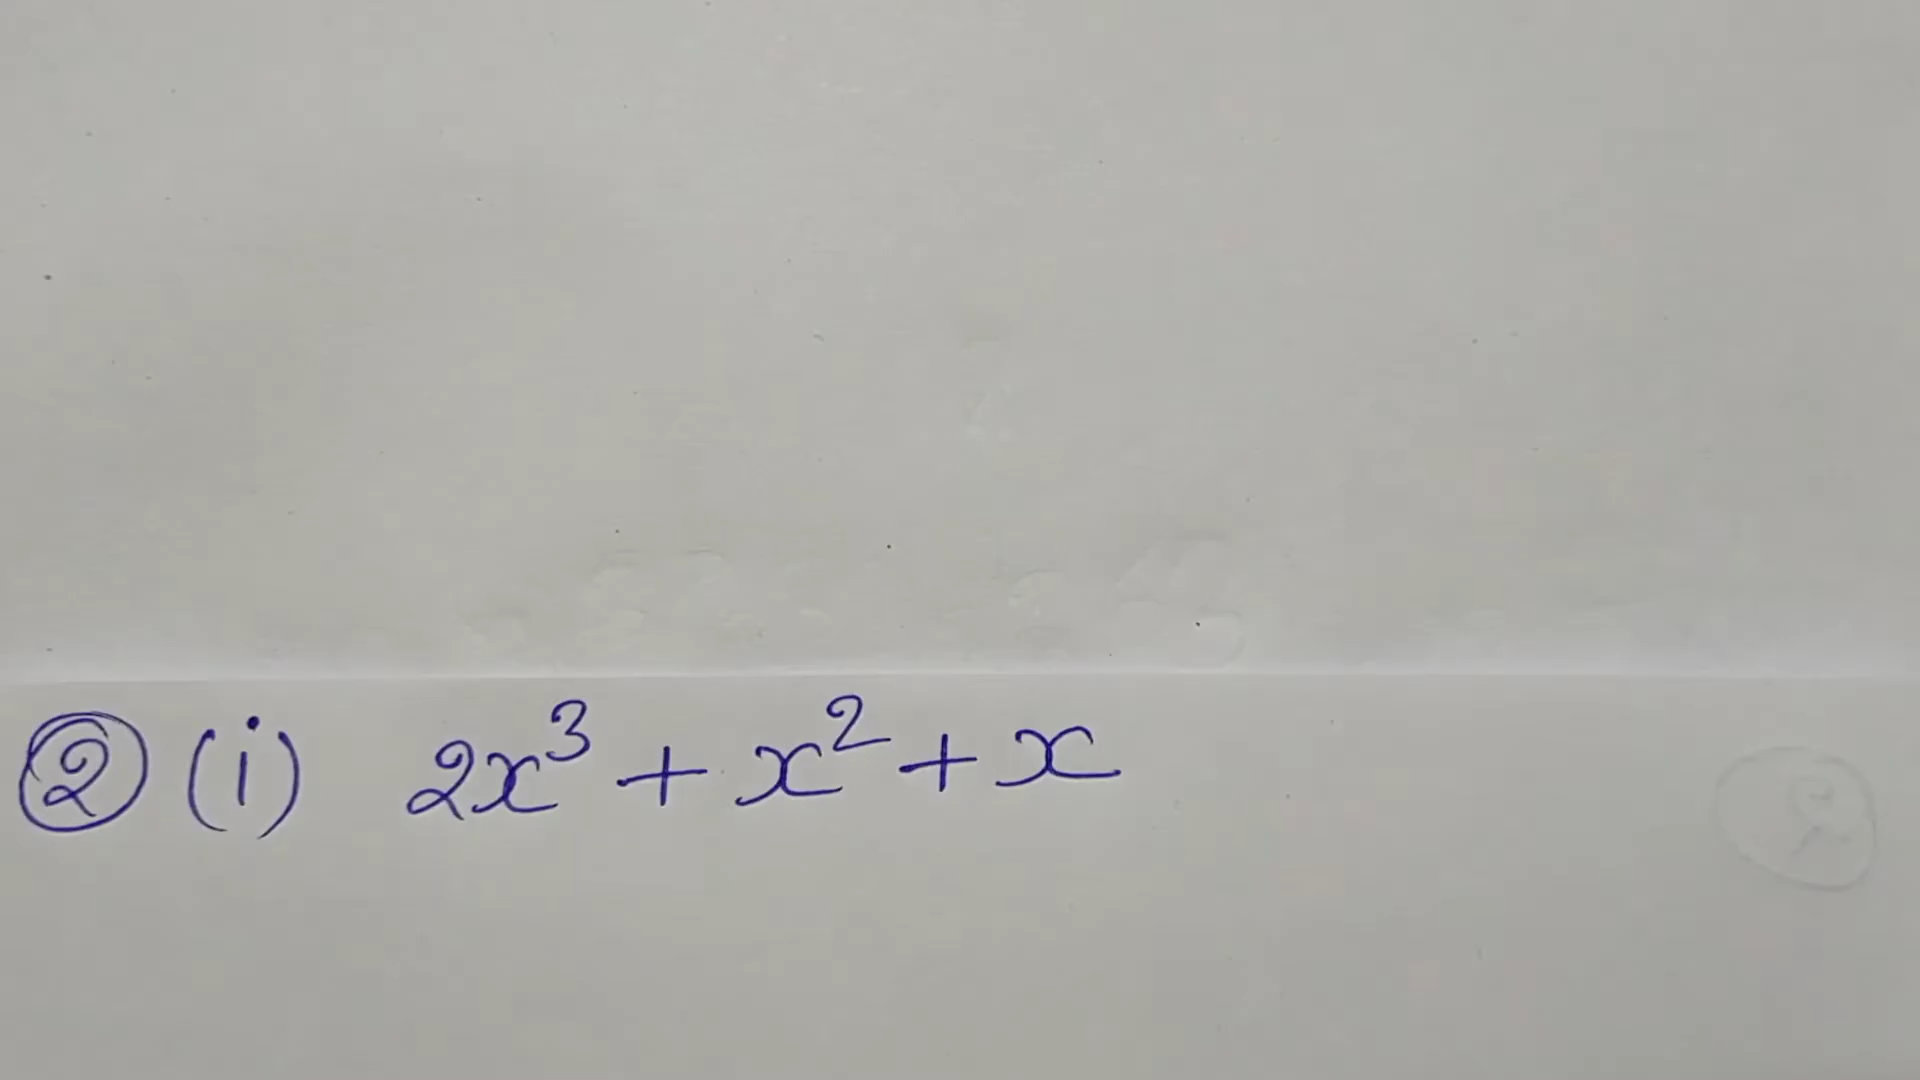 ② (i) 2x³ + x² + x